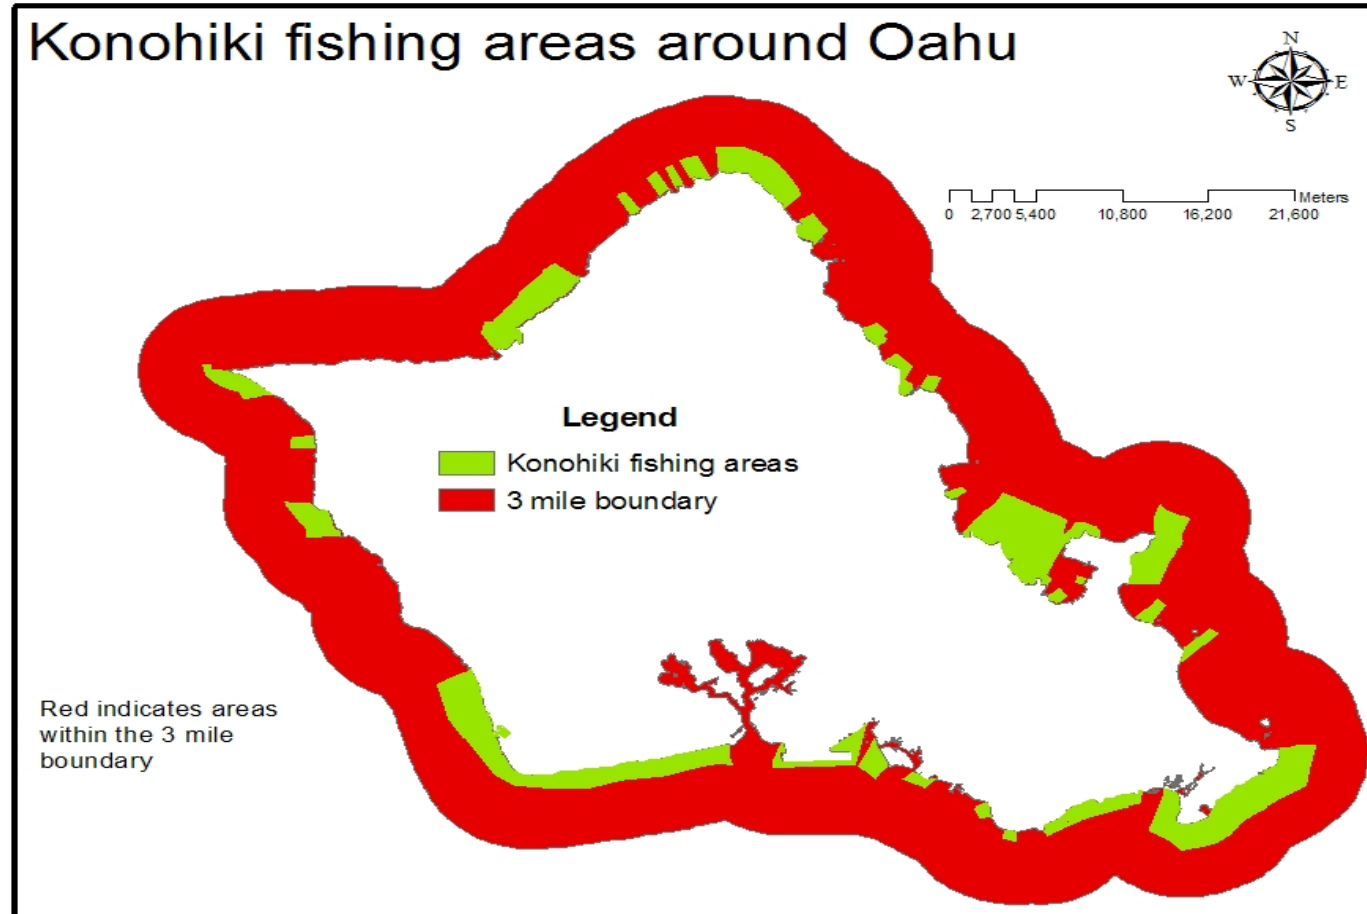 Konohiki fishing areas around Oahu
N
W E
S
Meters
0 2,700 5,400 10,800 16,200 21,600
Legend
Konohiki fishing areas
3 mile boundary
Red indicates areas
within the 3 mile
boundary